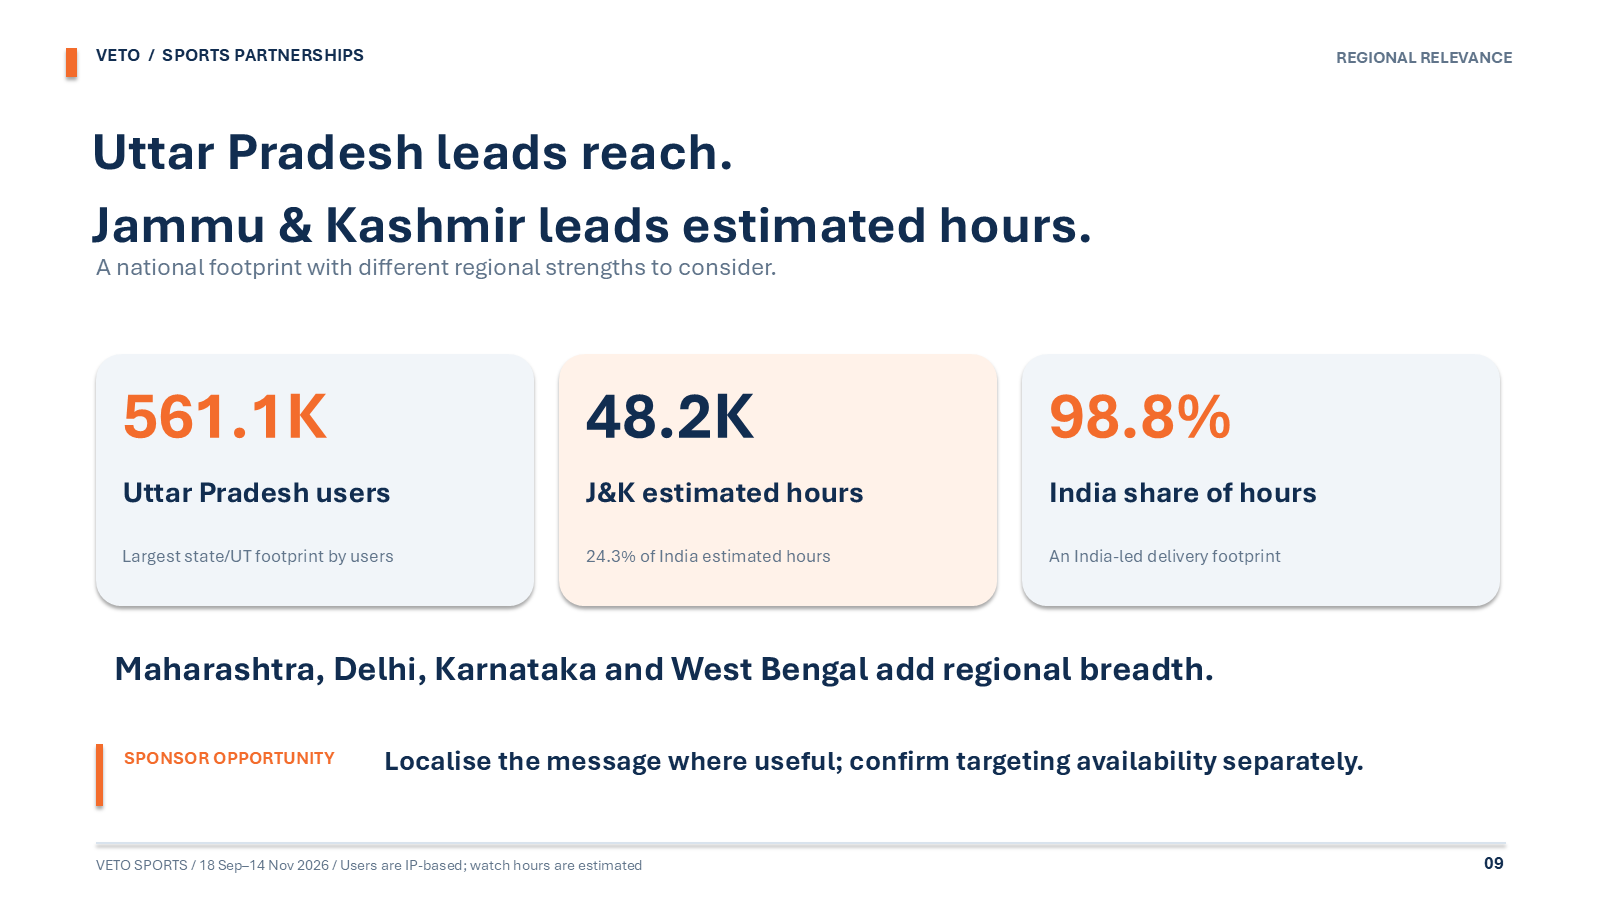 VETO / SPORTS PARTNERSHIPS
REGIONAL RELEVANCE
Uttar Pradesh leads reach.
Jammu & Kashmir leads estimated hours.
A national footprint with different regional strengths to consider.
561.1K
Uttar Pradesh users
Largest state/UT footprint by users
48.2K
J&K estimated hours
24.3% of India estimated hours
98.8%
India share of hours
An India-led delivery footprint
Maharashtra, Delhi, Karnataka and West Bengal add regional breadth.
SPONSOR OPPORTUNITY
Localise the message where useful; confirm targeting availability separately.
VETO SPORTS / 18 Sep–14 Nov 2026 / Users are IP-based; watch hours are estimated
09